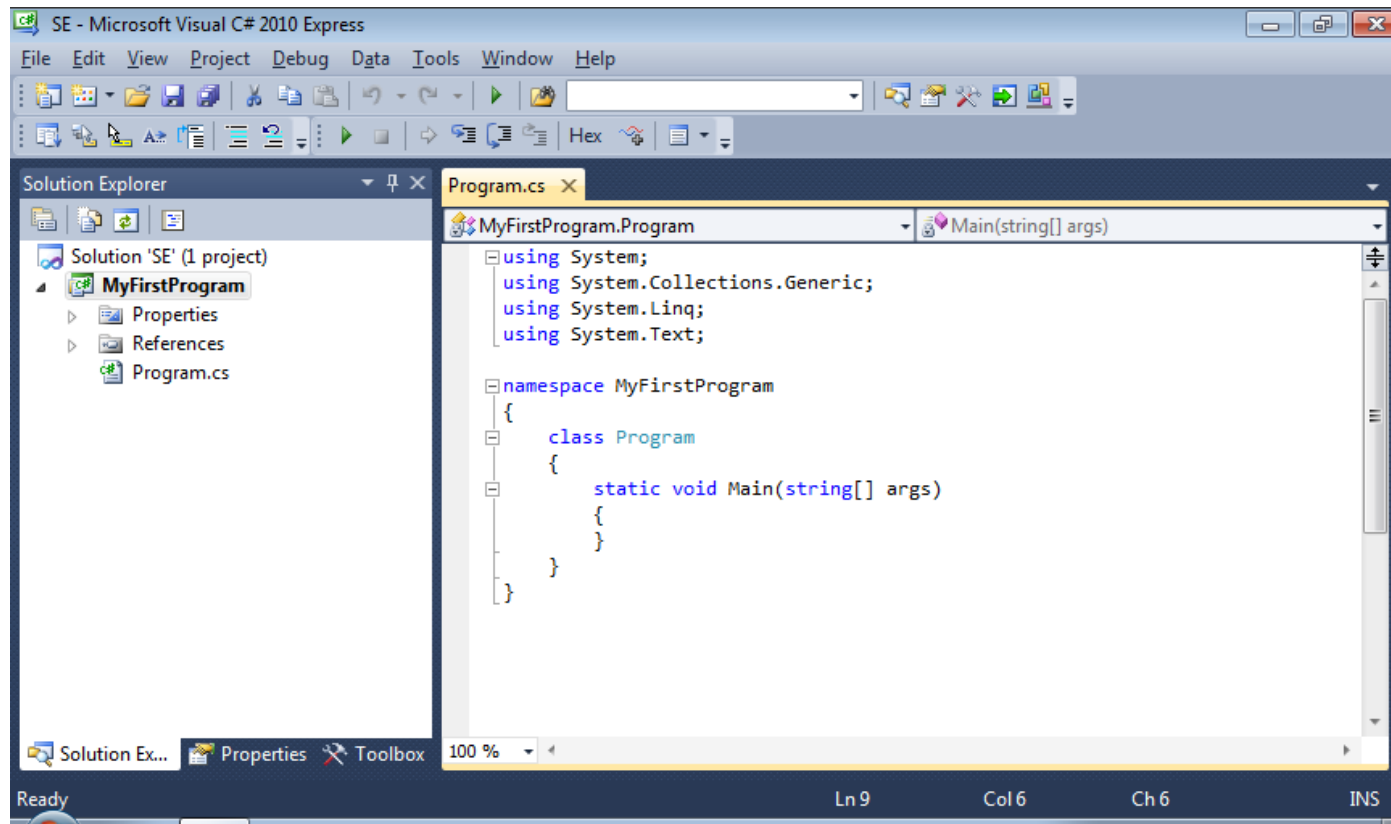 SE - Microsoft Visual C# 2010 Express
File Edit View Project Debug Data Tools Window Help
Hex
Solution Explorer
Solution 'SE' (1 project)
MyFirstProgram
Properties
References
Program.cs
Solution Ex... Properties Toolbox
Program.cs
MyFirstProgram.Program Main(string[] args)
using System;
using System.Collections.Generic;
using System.Linq;
using System.Text;
namespace MyFirstProgram
{
class Program
{
static void Main(string[] args)
{
}
}
}
100 %
Ready Ln 9 Col 6 Ch 6 INS